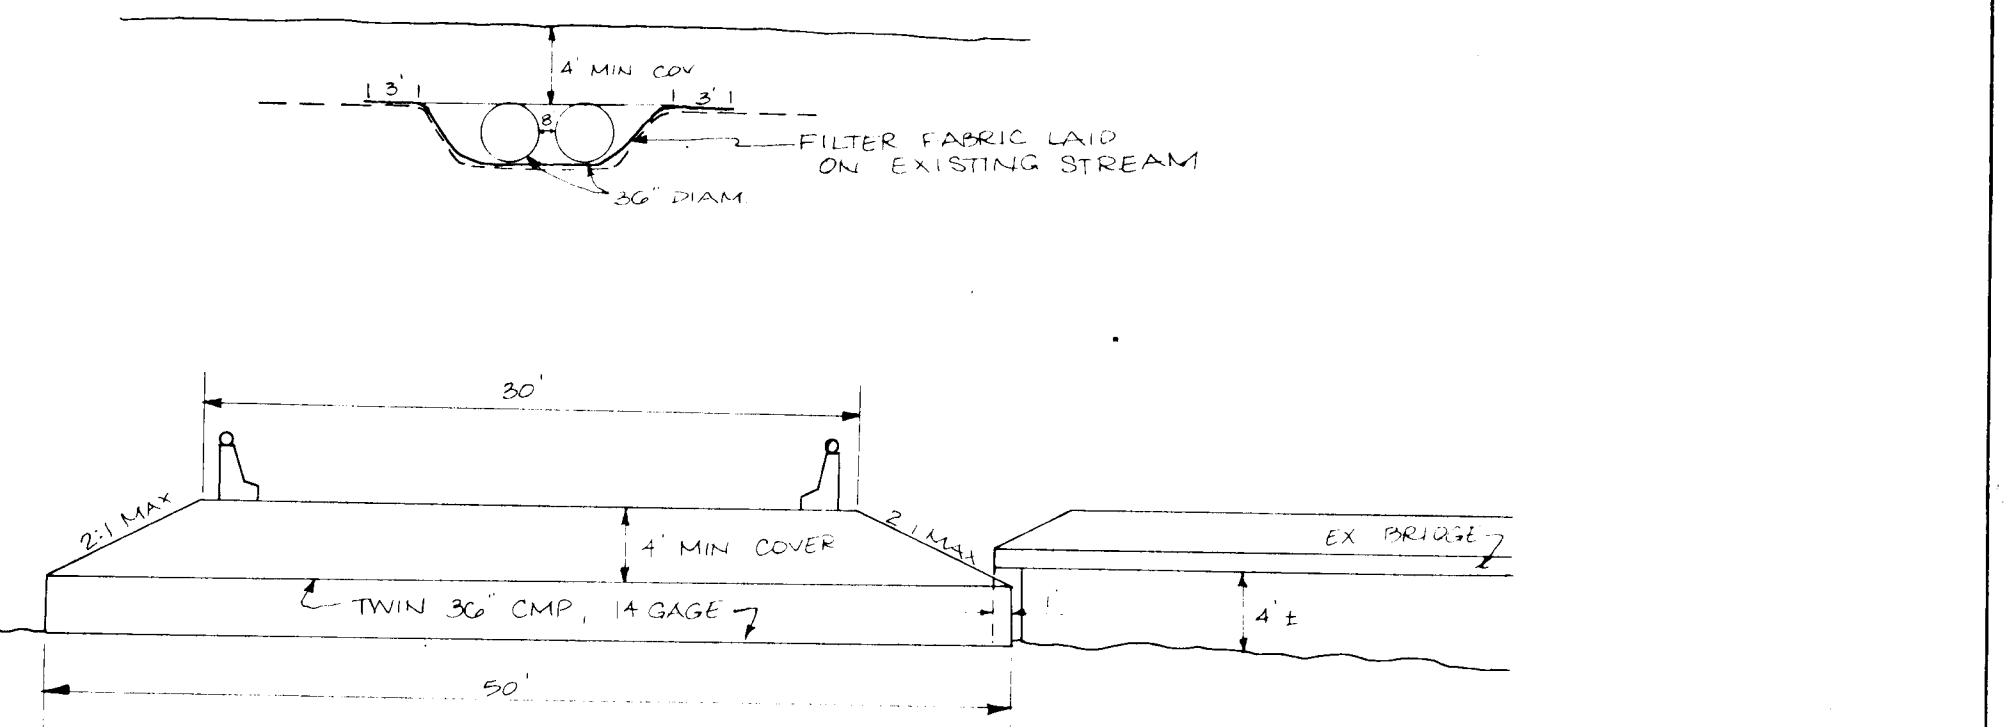 4' MIN COV
3'
3'
8
FILTER FABRIC LAID
ON EXISTING STREAM
36" DIAM.
30'
2:1 MAX
2:1 MAX
4' MIN COVER
EX BRIDGE
TWIN 36" CMP, 14 GAGE
1'
4' ±
50'